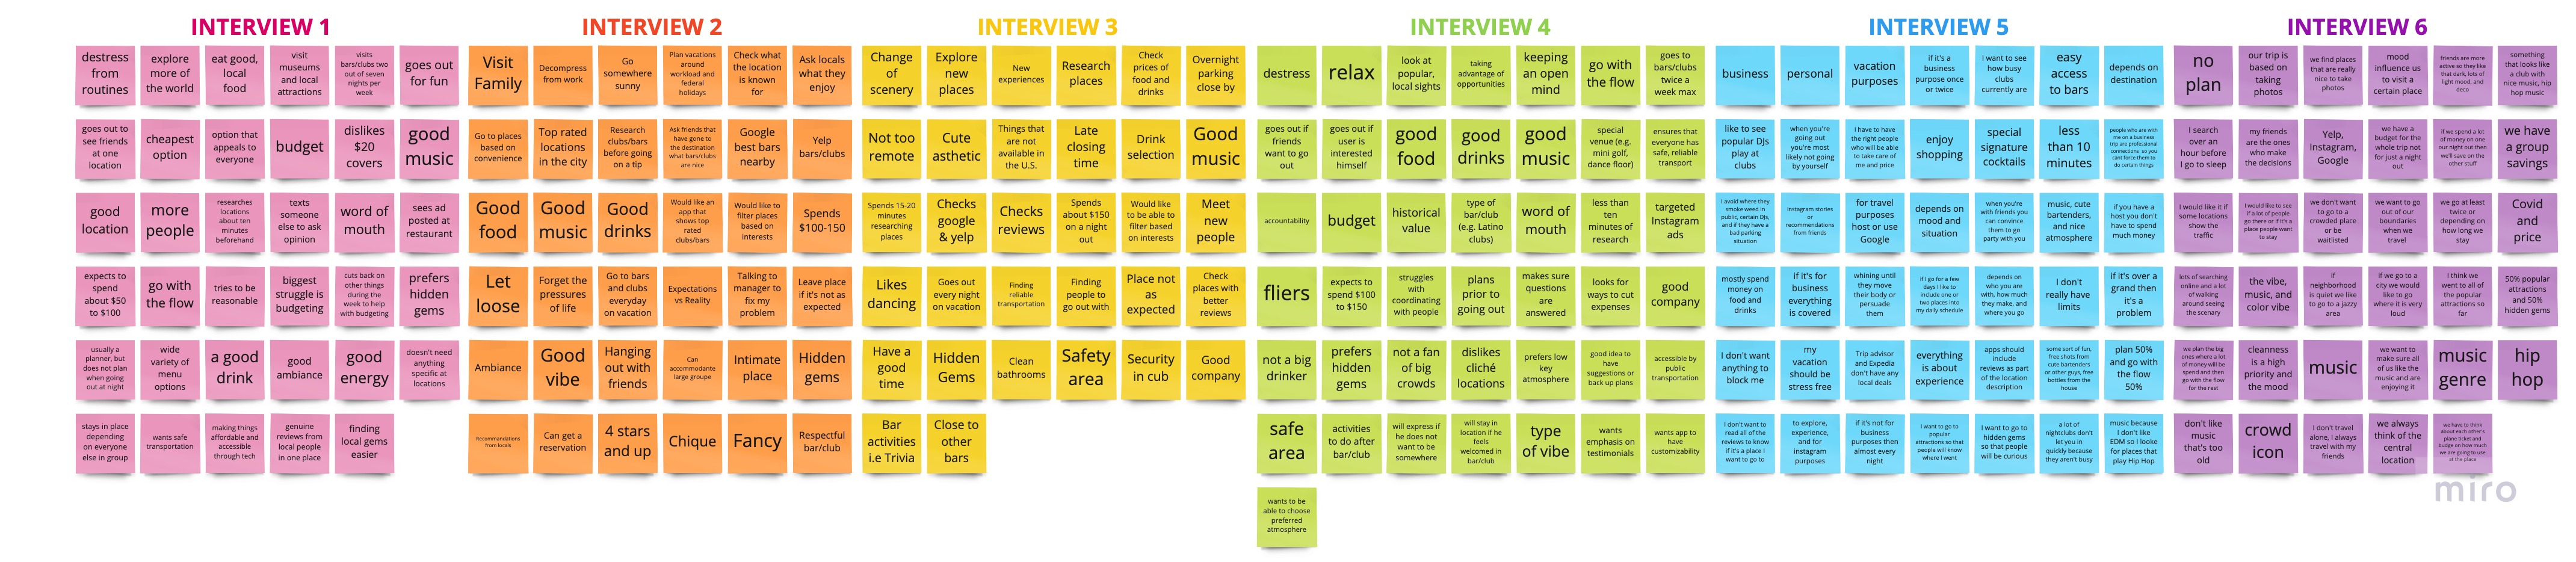 INTERVIEW 1
destress
from
routines
explore
more of
the world
eat good,
local
food
visit
museums
and local
attractions
visits
bars/clubs two
out of seven
nights per
week
goes out
for fun
goes out to
see friends
at one
location
cheapest
option
option that
appeals to
everyone
budget
dislikes
$20
covers
good
music
good
location
more
people
researches
locations
about ten
minutes
beforehand
texts
someone
else to ask
opinion
word of
mouth
sees ad
posted at
restaurant
expects to
spend
about $50
to $100
go with
the flow
tries to be
reasonable
biggest
struggle is
budgeting
cuts back on
other things
during the
week to help
with budgeting
prefers
hidden
gems
usually a
planner, but
does not plan
when going
out at night
wide
variety of
menu
options
a good
drink
good
ambiance
good
energy
doesn't need
anything
specific at
locations
stays in place
depending
on everyone
else in group
wants safe
transportation
making things
affordable and
accessible
through tech
genuine
reviews from
local people
in one place
finding
local gems
easier
INTERVIEW 2
Visit
Family
Decompress
from work
Go
somewhere
sunny
Plan vacations
around
workload and
federal
holidays
Check what
the location
is known
for
Ask locals
what they
enjoy
Go to places
based on
convenience
Top rated
locations
in the city
Research
clubs/bars
before going
on a tip
Ask friends that
have gone to
the destination
what bars/clubs
are nice
Google
best bars
nearby
Yelp
bars/clubs
Good
food
Good
music
Good
drinks
Would like an
app that
shows top
rated
clubs/bars
Would like to
filter places
based on
interests
Spends
$100-150
Let
loose
Forget the
pressures
of life
Go to bars
and clubs
everyday
on vacation
Expectations
vs Reality
Talking to
manager to
fix my
problem
Leave place
if it's not as
expected
Ambiance
Good
vibe
Hanging
out with
friends
Can
accommodante
large groupe
Intimate
place
Hidden
gems
Recommandations
from locals
Can get a
reservation
4 stars
and up
Chique
Fancy
Respectful
bar/club
INTERVIEW 3
Change
of
scenery
Explore
new
places
New
experiences
Research
places
Check
prices of
food and
drinks
Overnight
parking
close by
Not too
remote
Cute
asthetic
Things that
are not
available in
the U.S.
Late
closing
time
Drink
selection
Good
music
Spends 15-20
minutes
researching
places
Checks
google
& yelp
Checks
reviews
Spends
about $150
on a night
out
Would like
to be able to
filter based
on interests
Meet
new
people
Likes
dancing
Goes out
every night
on vacation
Finding
reliable
transportation
Finding
people to
go out with
Place not
as
expected
Check
places with
better
reviews
Have a
good
time
Hidden
Gems
Clean
bathrooms
Safety
area
Security
in cub
Good
company
Bar
activities
i.e Trivia
Close to
other
bars
INTERVIEW 4
destress
relax
look at
popular,
local sights
taking
advantage of
opportunities
keeping
an open
mind
go with
the flow
goes to
bars/clubs
twice a
week max
goes out if
friends
want to go
out
goes out if
user is
interested
himself
good
food
good
drinks
good
music
special
venue (e.g.
mini golf,
dance floor)
ensures that
everyone has
safe, reliable
transport
accountability
budget
historical
value
type of
bar/club
(e.g. Latino
clubs)
word of
mouth
less than
ten
minutes of
research
targeted
Instagram
ads
fliers
expects to
spend $100
to $150
struggles
with
coordinating
with people
plans
prior to
going out
makes sure
questions
are
answered
looks for
ways to cut
expenses
good
company
not a big
drinker
prefers
hidden
gems
not a fan
of big
crowds
dislikes
cliché
locations
prefers low
key
atmosphere
good idea to
have
suggestions or
back up plans
accessible by
public
transportation
safe
area
activities
to do after
bar/club
will express if
he does not
want to be
somewhere
will stay in
location if he
feels
welcomed in
bar/club
type
of vibe
wants
emphasis on
testimonials
wants app to
have
customizability
wants to be
able to choose
preferred
atmosphere
INTERVIEW 5
business
personal
vacation
purposes
if it's a
business
purpose once
or twice
I want to see
how busy
clubs
currently are
easy
access
to bars
depends on
destination
like to see
popular DJs
play at
clubs
when you're
going out
you're most
likely not going
by yourself
I have to have
the right people
who will be able
to take care of
me and price
enjoy
shopping
special
signature
cocktails
less
than 10
minutes
people who are with
me on a business
trip are professional
connections so you
cant force them to
do certain things
I avoid where they
smoke weed in
public, certain DJs,
and if they have a
bad parking
situation
instagram stories
or
recommendations
from friends
for travel
purposes
host or use
Google
depends on
mood and
situation
when you're
with friends you
can convince
them to go
party with you
music, cute
bartenders,
and nice
atmosphere
if you have a
host you don't
have to spend
much money
mostly spend
money on
food and
drinks
if it's for
business
everything
is covered
whining until
they move
their body or
persuade
them
if I go for a few
days I like to
include one or
two places into
my daily schedule
depends on
who you are
with, how much
they make, and
where you go
I don't
really have
limits
if it's over a
grand then
it's a
problem
I don't want
anything to
block me
my
vacation
should be
stress free
Trip advisor
and Expedia
don't have any
local deals
everything
is about
experience
apps should
include
reviews as part
of the location
description
some sort of fun,
free shots from
cute bartenders
or other guys, free
bottles from the
house
plan 50%
and go with
the flow
50%
I don't want to
read all of the
reviews to know
if it's a place I
want to go to
to explore,
experience,
and for
instagram
purposes
if it's not for
business
purposes then
almost every
night
I want to go to
popular
attractions so that
people will know
where I went
I want to go to
hidden gems
so that people
will be curious
a lot of
nightclubs don't
let you in
quickly because
they aren't busy
music because
I don't like
EDM so I looke
for places that
play Hip Hop
INTERVIEW 6
no
plan
our trip is
based on
taking
photos
we find places
that are really
nice to take
photos
mood
influence us
to visit a
certain place
friends are more
active so they like
that dark, lots of
light mood, and
deco
something
that looks like
a club with
nice music, hip
hop music
I search
over an
hour before
I go to sleep
my friends
are the ones
who make
the decisions
Yelp,
Instagram,
Google
we have a
budget for the
whole trip not
just for a night
out
if we spend a lot
of money on one
our night out then
we'll save on the
other stuff
we have
a group
savings
I would like it if
some locations
show the
traffic
I would like to see
if a lot of people
go there or if it's a
place people want
to stay
we don't want
to go to a
crowded place
or be
waitlisted
we want to go
out of our
boundaries
when we
travel
we go at least
twice or
depending on
how long we
stay
Covid
and
price
lots of searching
online and a lot
of walking
around seeing
the scenary
the vibe,
music, and
color vibe
if
neighborhood
is quiet we like
to go to a jazzy
area
if we go to a
city we would
like to go
where it is very
loud
I think we
went to all of
the popular
attractions so
far
50% popular
attractions
and 50%
hidden gems
we plan the big
ones where a lot
of money will be
spend and then
go with the flow
for the rest
cleanness
is a high
priority and
the mood
music
we want to
make sure all
of us like the
music and are
enjoying it
music
genre
hip
hop
don't like
music
that's too
old
crowd
icon
I don't travel
alone, I always
travel with my
friends
we always
think of the
central
location
we have to think
about each other's
plane ticket and
budge on how much
we are going to use
at the place
miro